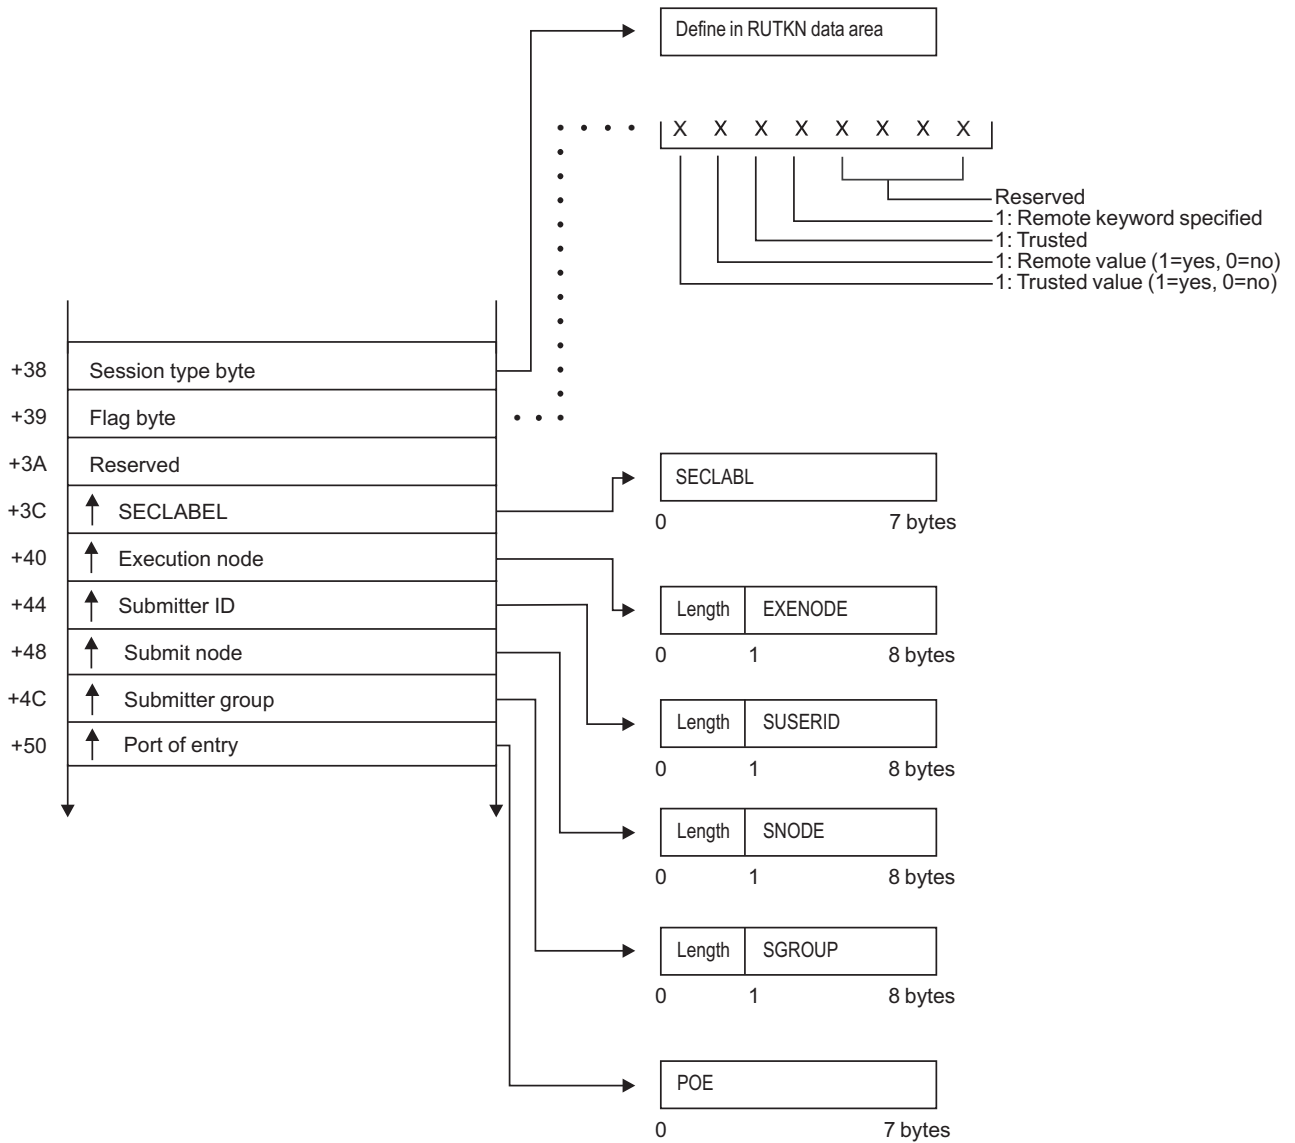 Define in RUTKN data area
X X X X X X X X
Reserved
1: Remote keyword specified
1: Trusted
1: Remote value (1=yes, 0=no)
1: Trusted value (1=yes, 0=no)
+38 Session type byte
+39 Flag byte
+3A Reserved
+3C SECLABEL
SECLABL
0 7 bytes
+40 Execution node
Length EXENODE
0 1 8 bytes
+44 Submitter ID
+48 Submit node
+4C Submitter group
+50 Port of entry
Length SUSERID
0 1 8 bytes
Length SNODE
0 1 8 bytes
Length SGROUP
0 1 8 bytes
POE
0 7 bytes